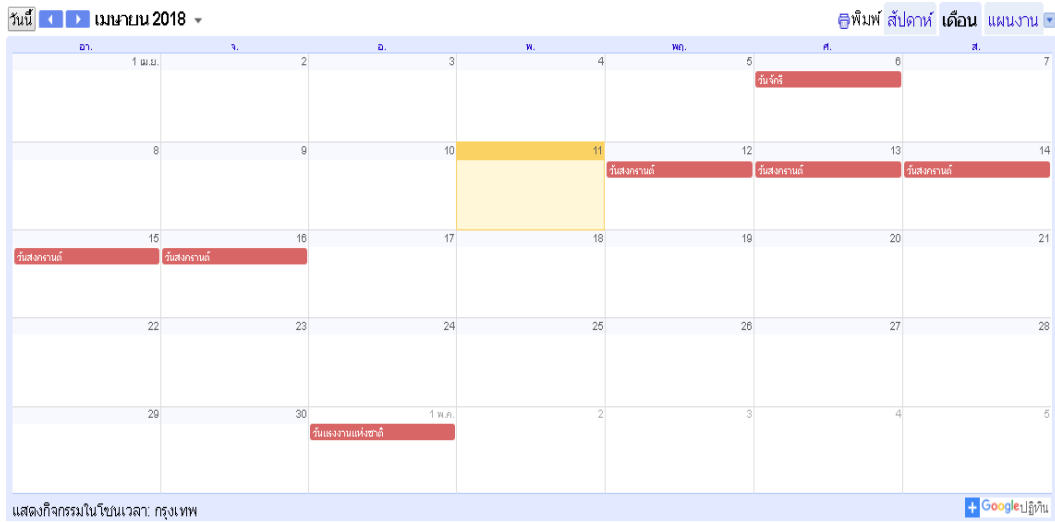 วันนี้ เมษายน 2018 พิมพ์ สัปดาห์ เดือน แผนงาน
อา. จ. อ. พ. พฤ. ศ. ส.
1 เม.ย. 2 3 4 5 6 7
วันจักรี
8 9 10 11 12 13 14
วันสงกรานต์ วันสงกรานต์ วันสงกรานต์
15 16 17 18 19 20 21
วันสงกรานต์ วันสงกรานต์
22 23 24 25 26 27 28
29 30 1 พ.ค. 2 3 4 5
วันแรงงานแห่งชาติ
แสดงกิจกรรมในโซนเวลา: กรุงเทพ Googleปฏิทิน